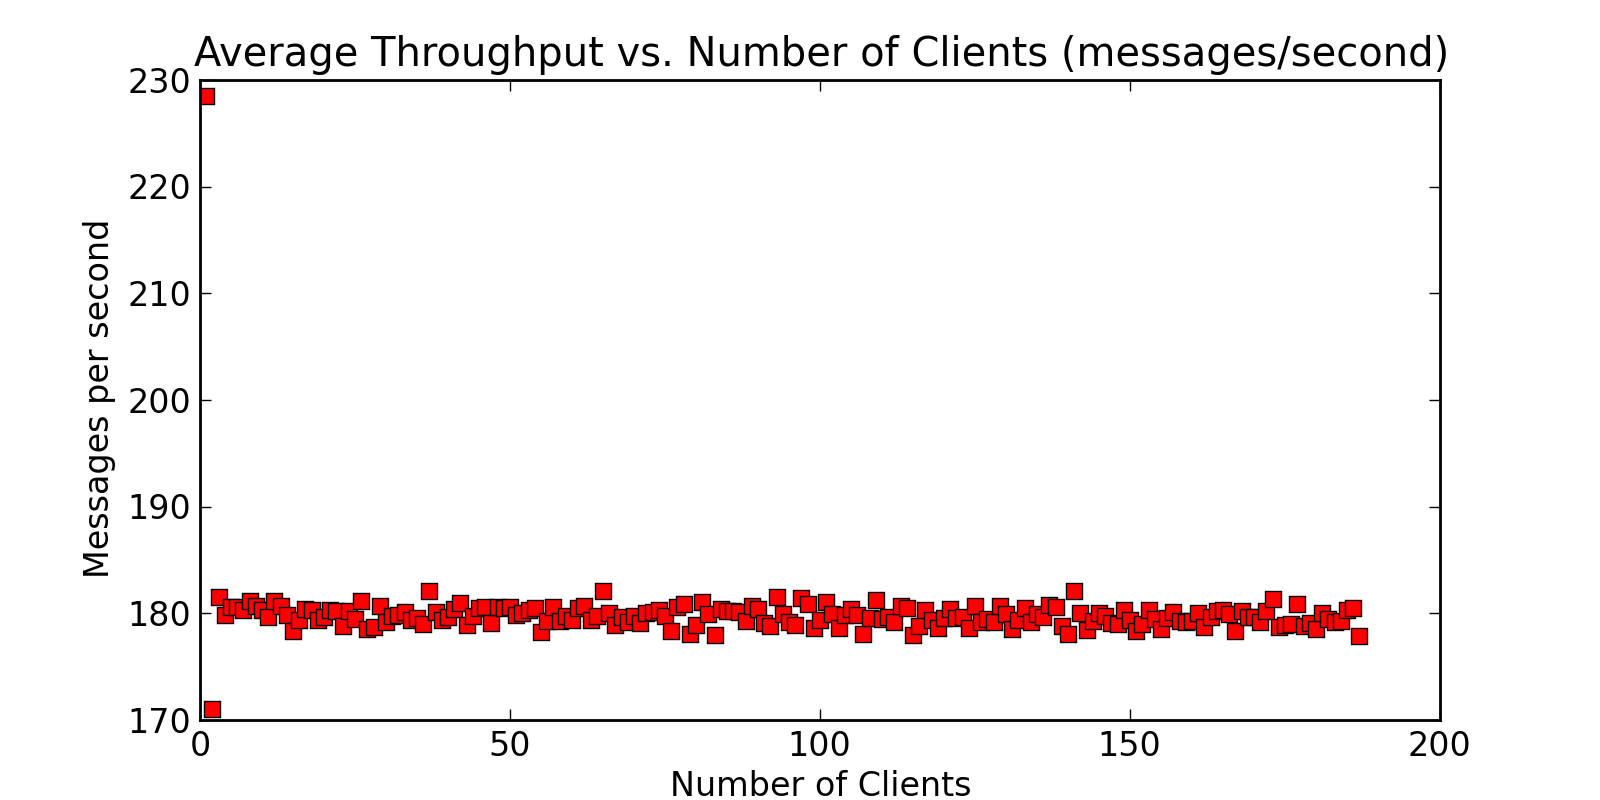 Average Throughput vs. Number of Clients (messages/second)
230
220
210
200
190
180
170
Messages per second
0 50 100 150 200
Number of Clients